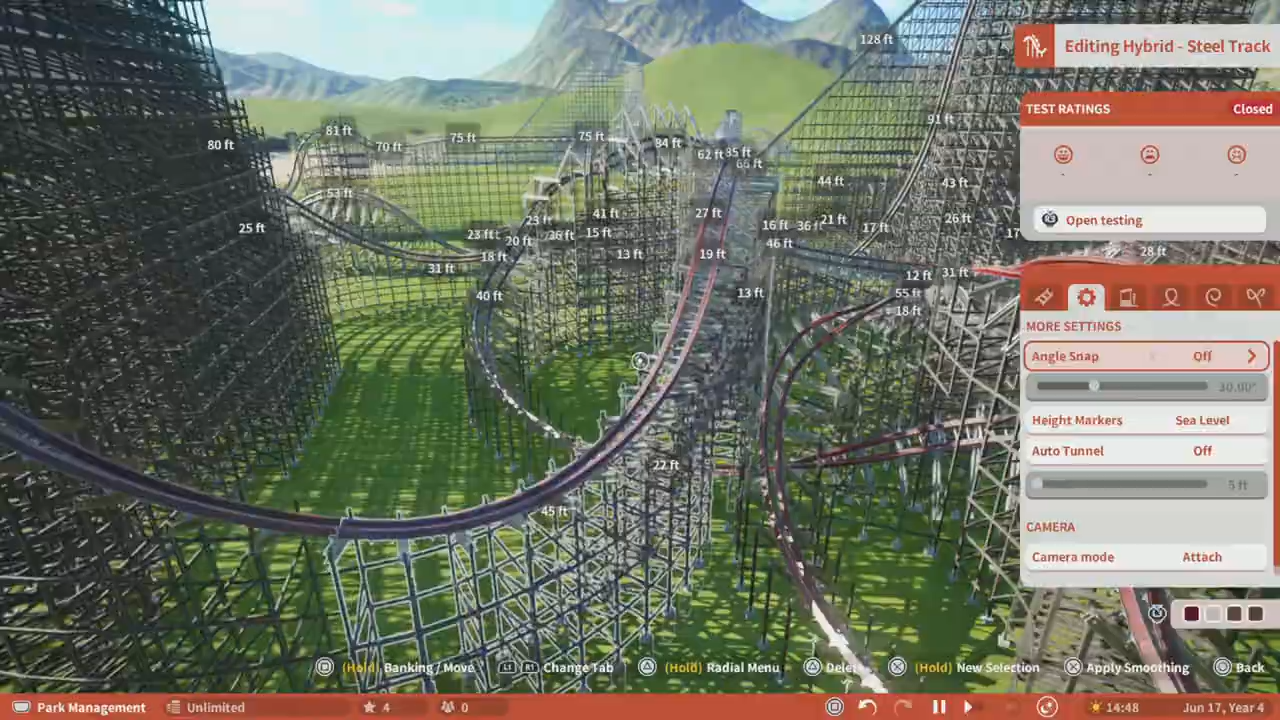 128 ft
Editing Hybrid - Steel Track
TEST RATINGS
Closed
91 ft
81 ft
80 ft
70 ft
75 ft
75 ft
84 ft
62 ft
85 ft
66 ft
44 ft
43 ft
53 ft
25 ft
23 ft
20 ft
18 ft
31 ft
23 ft
26 ft
41 ft
15 ft
13 ft
27 ft
19 ft
16 ft
36 ft
21 ft
46 ft
17 ft
26 ft
17
13 ft
12 ft
31 ft
55 ft
18 ft
28 ft
40 ft
22 ft
45 ft
-
-
-
Open testing
MORE SETTINGS
Angle Snap
Off
30.00°
Height Markers
Sea Level
Auto Tunnel
Off
5 ft
CAMERA
Camera mode
Attach
(Hold) Banking / Move
L1
R1
Change Tab
(Hold) Radial Menu
Delete
(Hold) New Selection
Apply Smoothing
Back
Park Management
Unlimited
4
0
14:48
Jun 17, Year 4